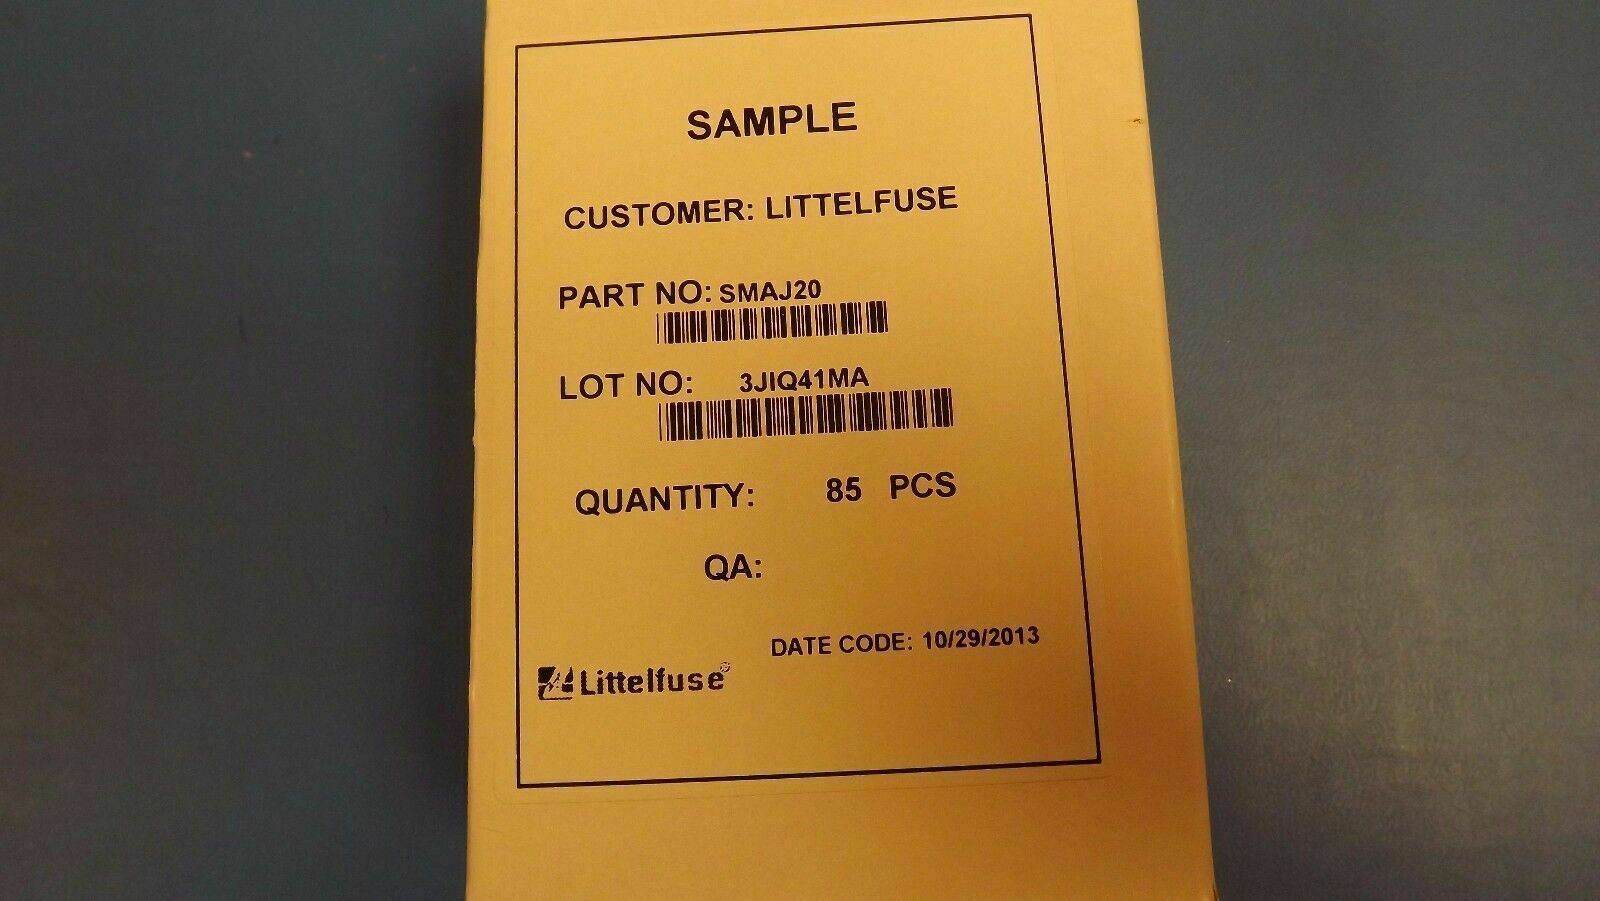 SAMPLE
CUSTOMER: LITTELFUSE
PART NO: SMAJ20
LOT NO: 3JIQ41MA
QUANTITY: 85 PCS
QA:
DATE CODE: 10/29/2013
Littelfuse®